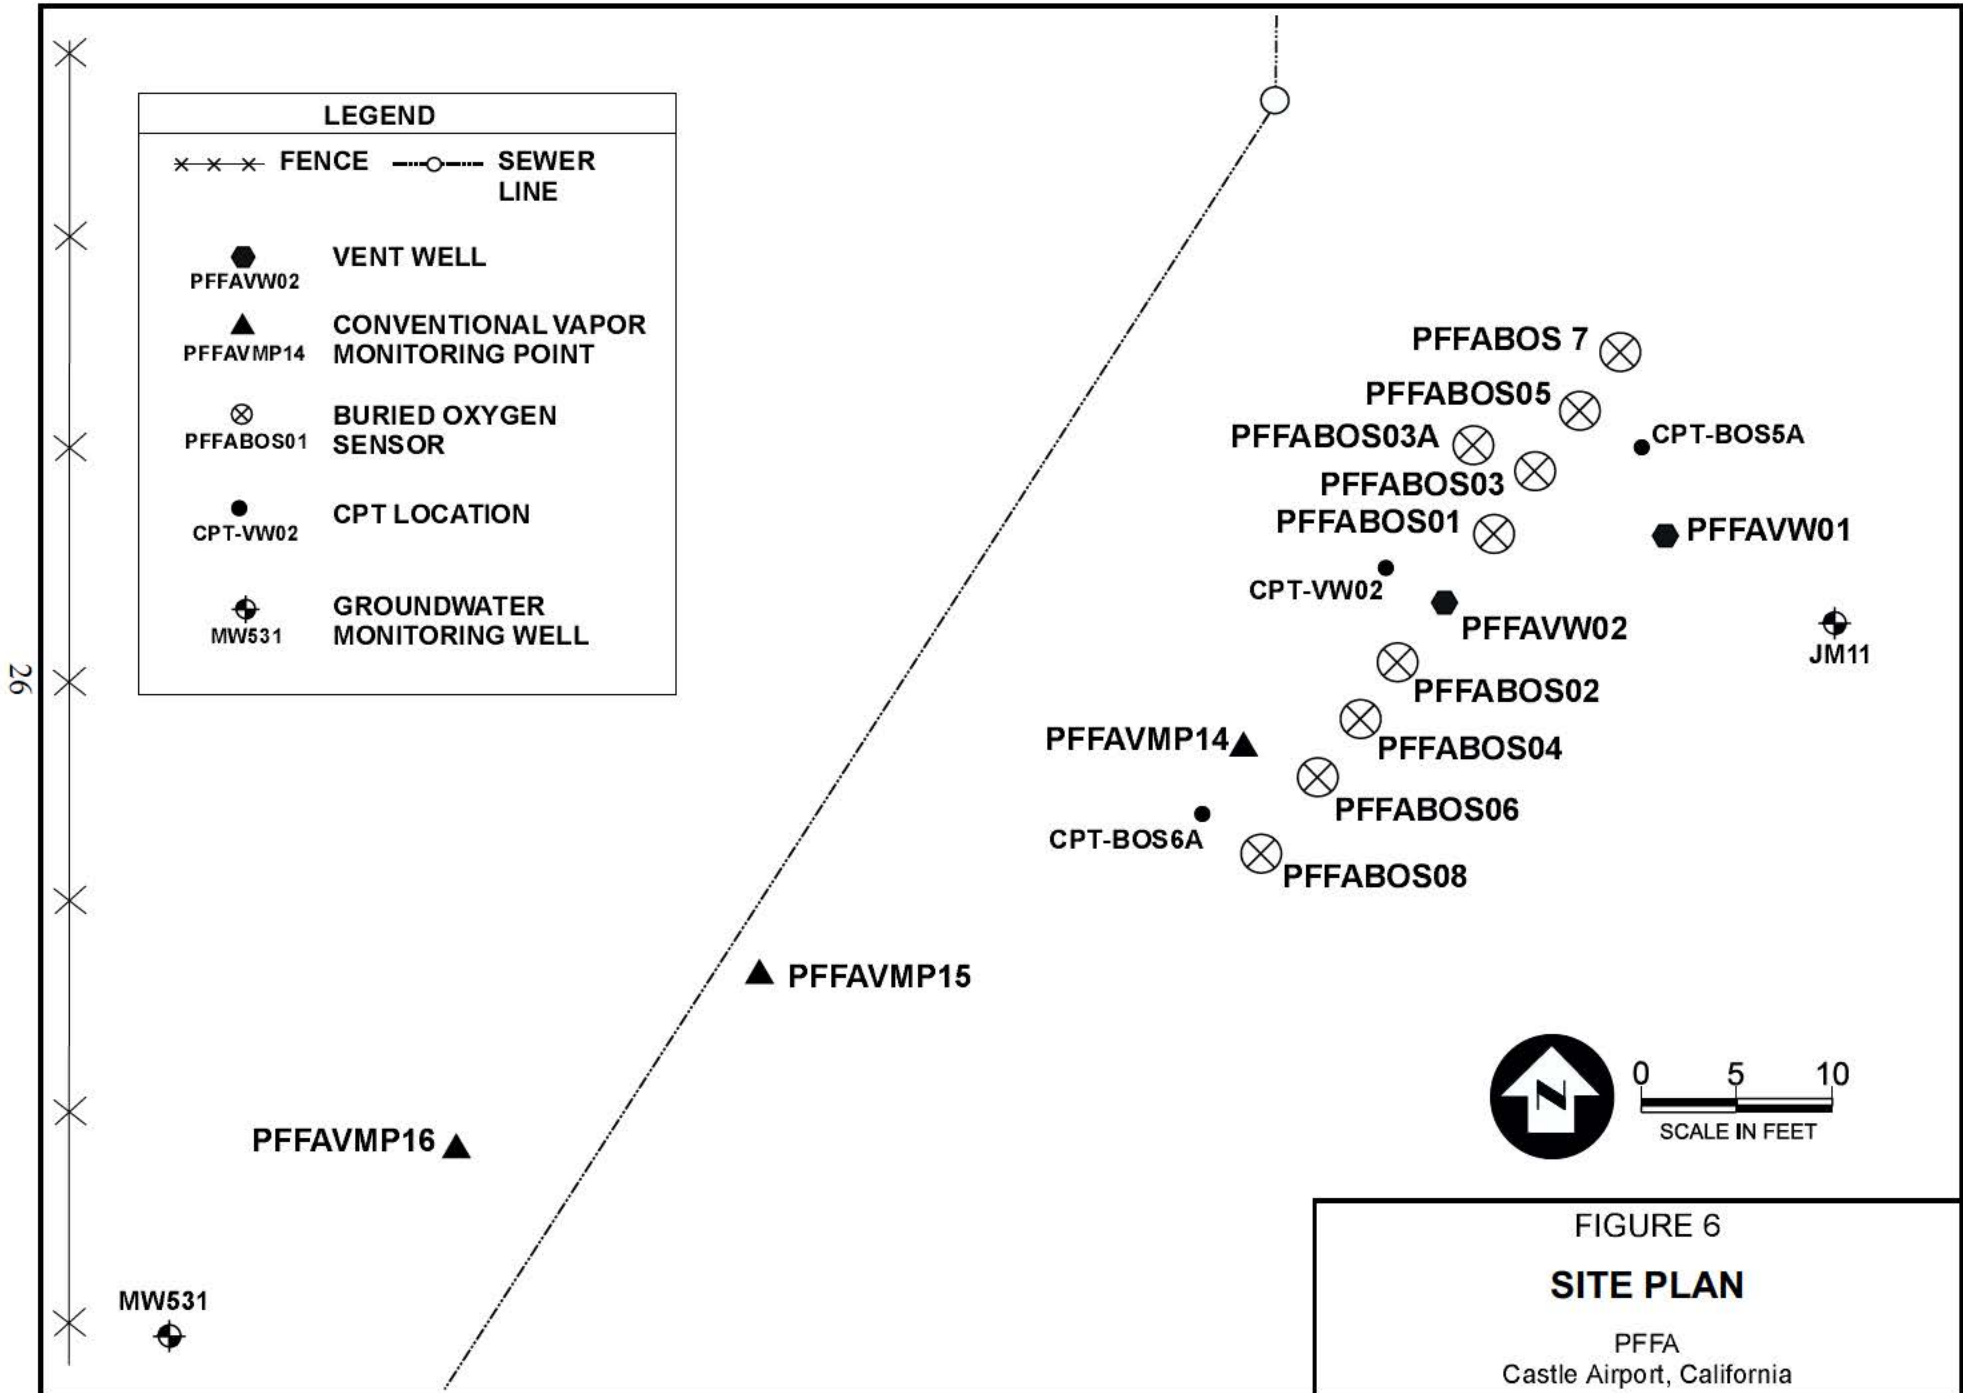 LEGEND
FENCE
SEWER
LINE
VENT WELL
PFFAVW02
CONVENTIONAL VAPOR
PFFAVMP14 MONITORING POINT
BURIED OXYGEN
PFFABOS01 SENSOR
CPT LOCATION
CPT-VW02
GROUNDWATER
MW531 MONITORING WELL
26
PFFABOS 7
PFFABOS05
PFFABOS03A
CPT-BOS5A
PFFABOS03
PFFABOS01
PFFAVW01
CPT-VW02
PFFAVW02
JM11
PFFABOS02
PFFAVMP14
PFFABOS04
PFFABOS06
CPT-BOS6A
PFFABOS08
PFFAVMP15
N
0 5 10
SCALE IN FEET
PFFAVMP16
MW531
FIGURE 6
SITE PLAN
PFFA
Castle Airport, California